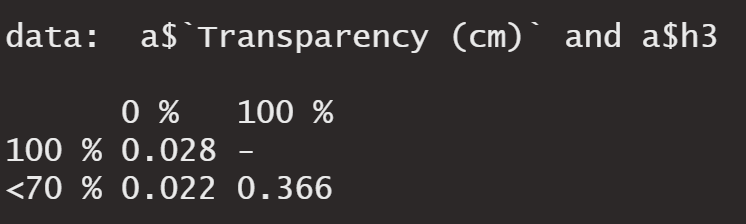 data:  a$`Transparency (cm)` and a$h3
0 %   100 %
100 % 0.028 -
<70 % 0.022 0.366